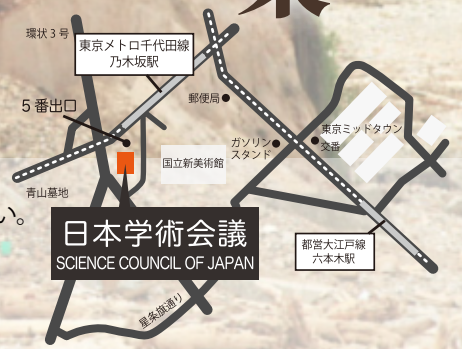 環状3号
東京メトロ千代田線
乃木坂駅
5番出口
郵便局
ガソリン
スタンド
東京ミッドタウン
交番
国立新美術館
青山墓地
い。
日本学術会議
SCIENCE COUNCIL OF JAPAN
都営大江戸線
六本木駅
星条旗通り